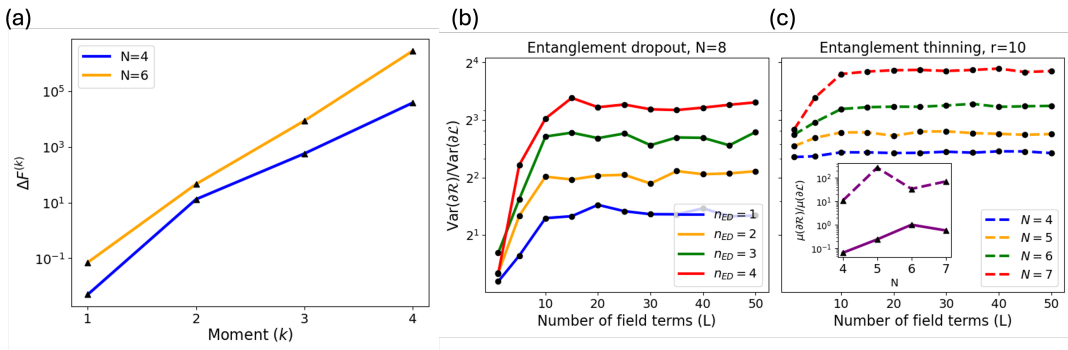 (a)
N=4
N=6
ΔF^(k)
10^5
10^3
10^1
10^−1
1 2 3 4
Moment (k)
(b)
Entanglement dropout, N=8
Var(∂R)/Var(∂L)
2^4
2^3
2^2
2^1
n_ED = 1
n_ED = 2
n_ED = 3
n_ED = 4
10 20 30 40 50
Number of field terms (L)
(c)
Entanglement thinning, r=10
μ(∂R)/μ(∂L)
10^2
10^1
10^0
10^−1
4 5 6 7
N
N = 4
N = 5
N = 6
N = 7
10 20 30 40 50
Number of field terms (L)